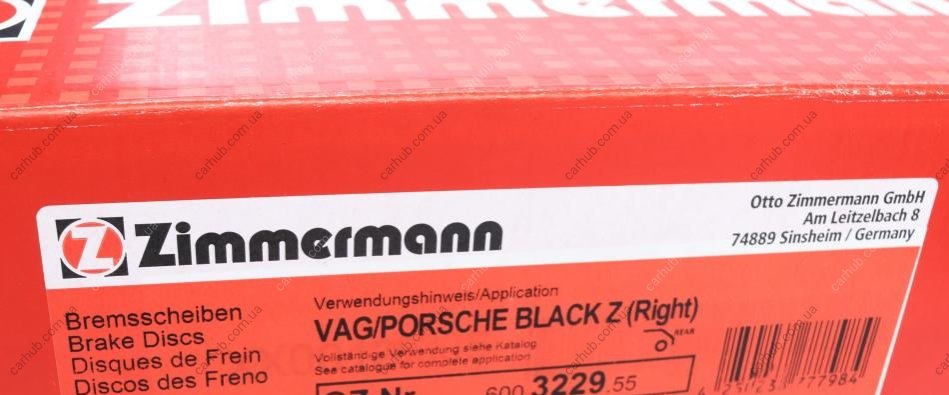 Zimmermann
Zimmermann
Otto Zimmermann GmbH
Am Leitzelbach 8
74889 Sinsheim / Germany
Bremsscheiben
Brake Discs
Disques de Frein
Discos des Freno
Verwendungshinweis/Application
VAG/PORSCHE BLACK Z (Right)
REAR
Vollständige Verwendung siehe Katalog
See catalogue for complete application
OZ-Nr.
600 3229.55
carhub.com.ua